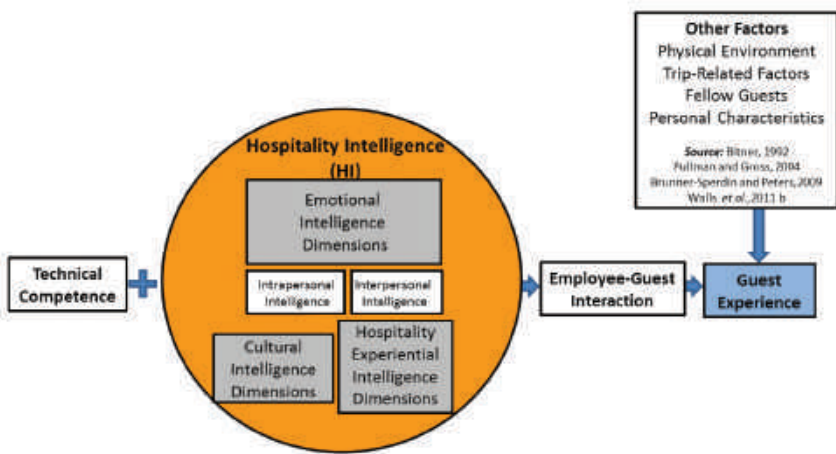 Other Factors
Physical Environment
Trip-Related Factors
Fellow Guests
Personal Characteristics
Source: Bitner, 1992
Pullman and Gross, 2004
Brunner-Sperdin and Peters, 2009
Walls et al., 2011 b
Hospitality Intelligence
(HI)
Emotional
Intelligence
Dimensions
Intrapersonal
Intelligence
Interpersonal
Intelligence
Cultural
Intelligence
Dimensions
Hospitality
Experiential
Intelligence
Dimensions
Technical
Competence
Employee-Guest
Interaction
Guest
Experience